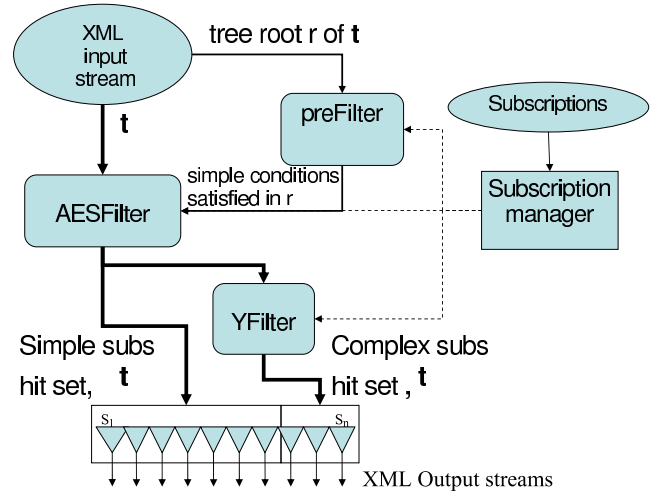 XML
input
stream
tree root r of t
t
preFilter
Subscriptions
simple conditions
satisfied in r
AESFilter
Subscription
manager
YFilter
Simple subs
hit set, t
Complex subs
hit set , t
S1
Sn
XML Output streams